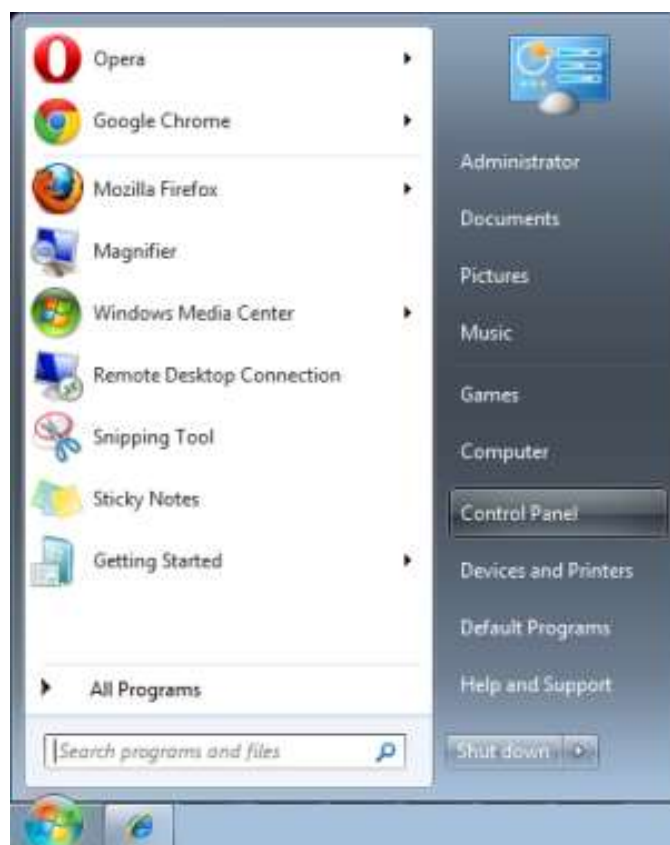 Opera
Google Chrome
Mozilla Firefox
Magnifier
Windows Media Center
Remote Desktop Connection
Snipping Tool
Sticky Notes
Getting Started
All Programs
Search programs and files
Administrator
Documents
Pictures
Music
Games
Computer
Control Panel
Devices and Printers
Default Programs
Help and Support
Shut down